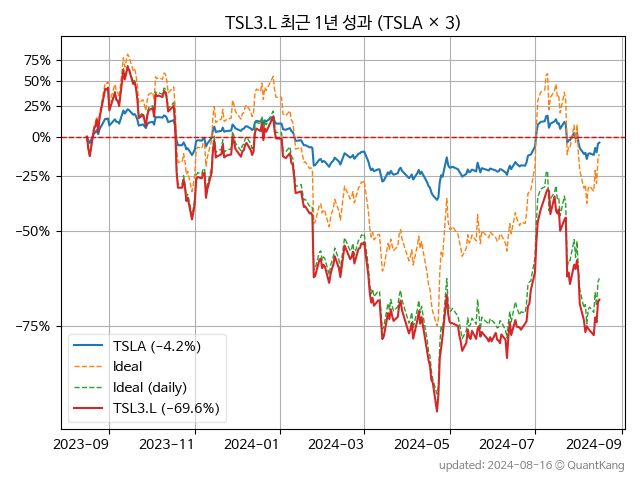 TSL3.L 최근 1년 성과 (TSLA × 3)
75%
50%
25%
0%
−25%
−50%
−75%
TSLA (−4.2%)
Ideal
Ideal (daily)
TSL3.L (−69.6%)
2023-09 2023-11 2024-01 2024-03 2024-05 2024-07 2024-09
updated: 2024-08-16 © QuantKang